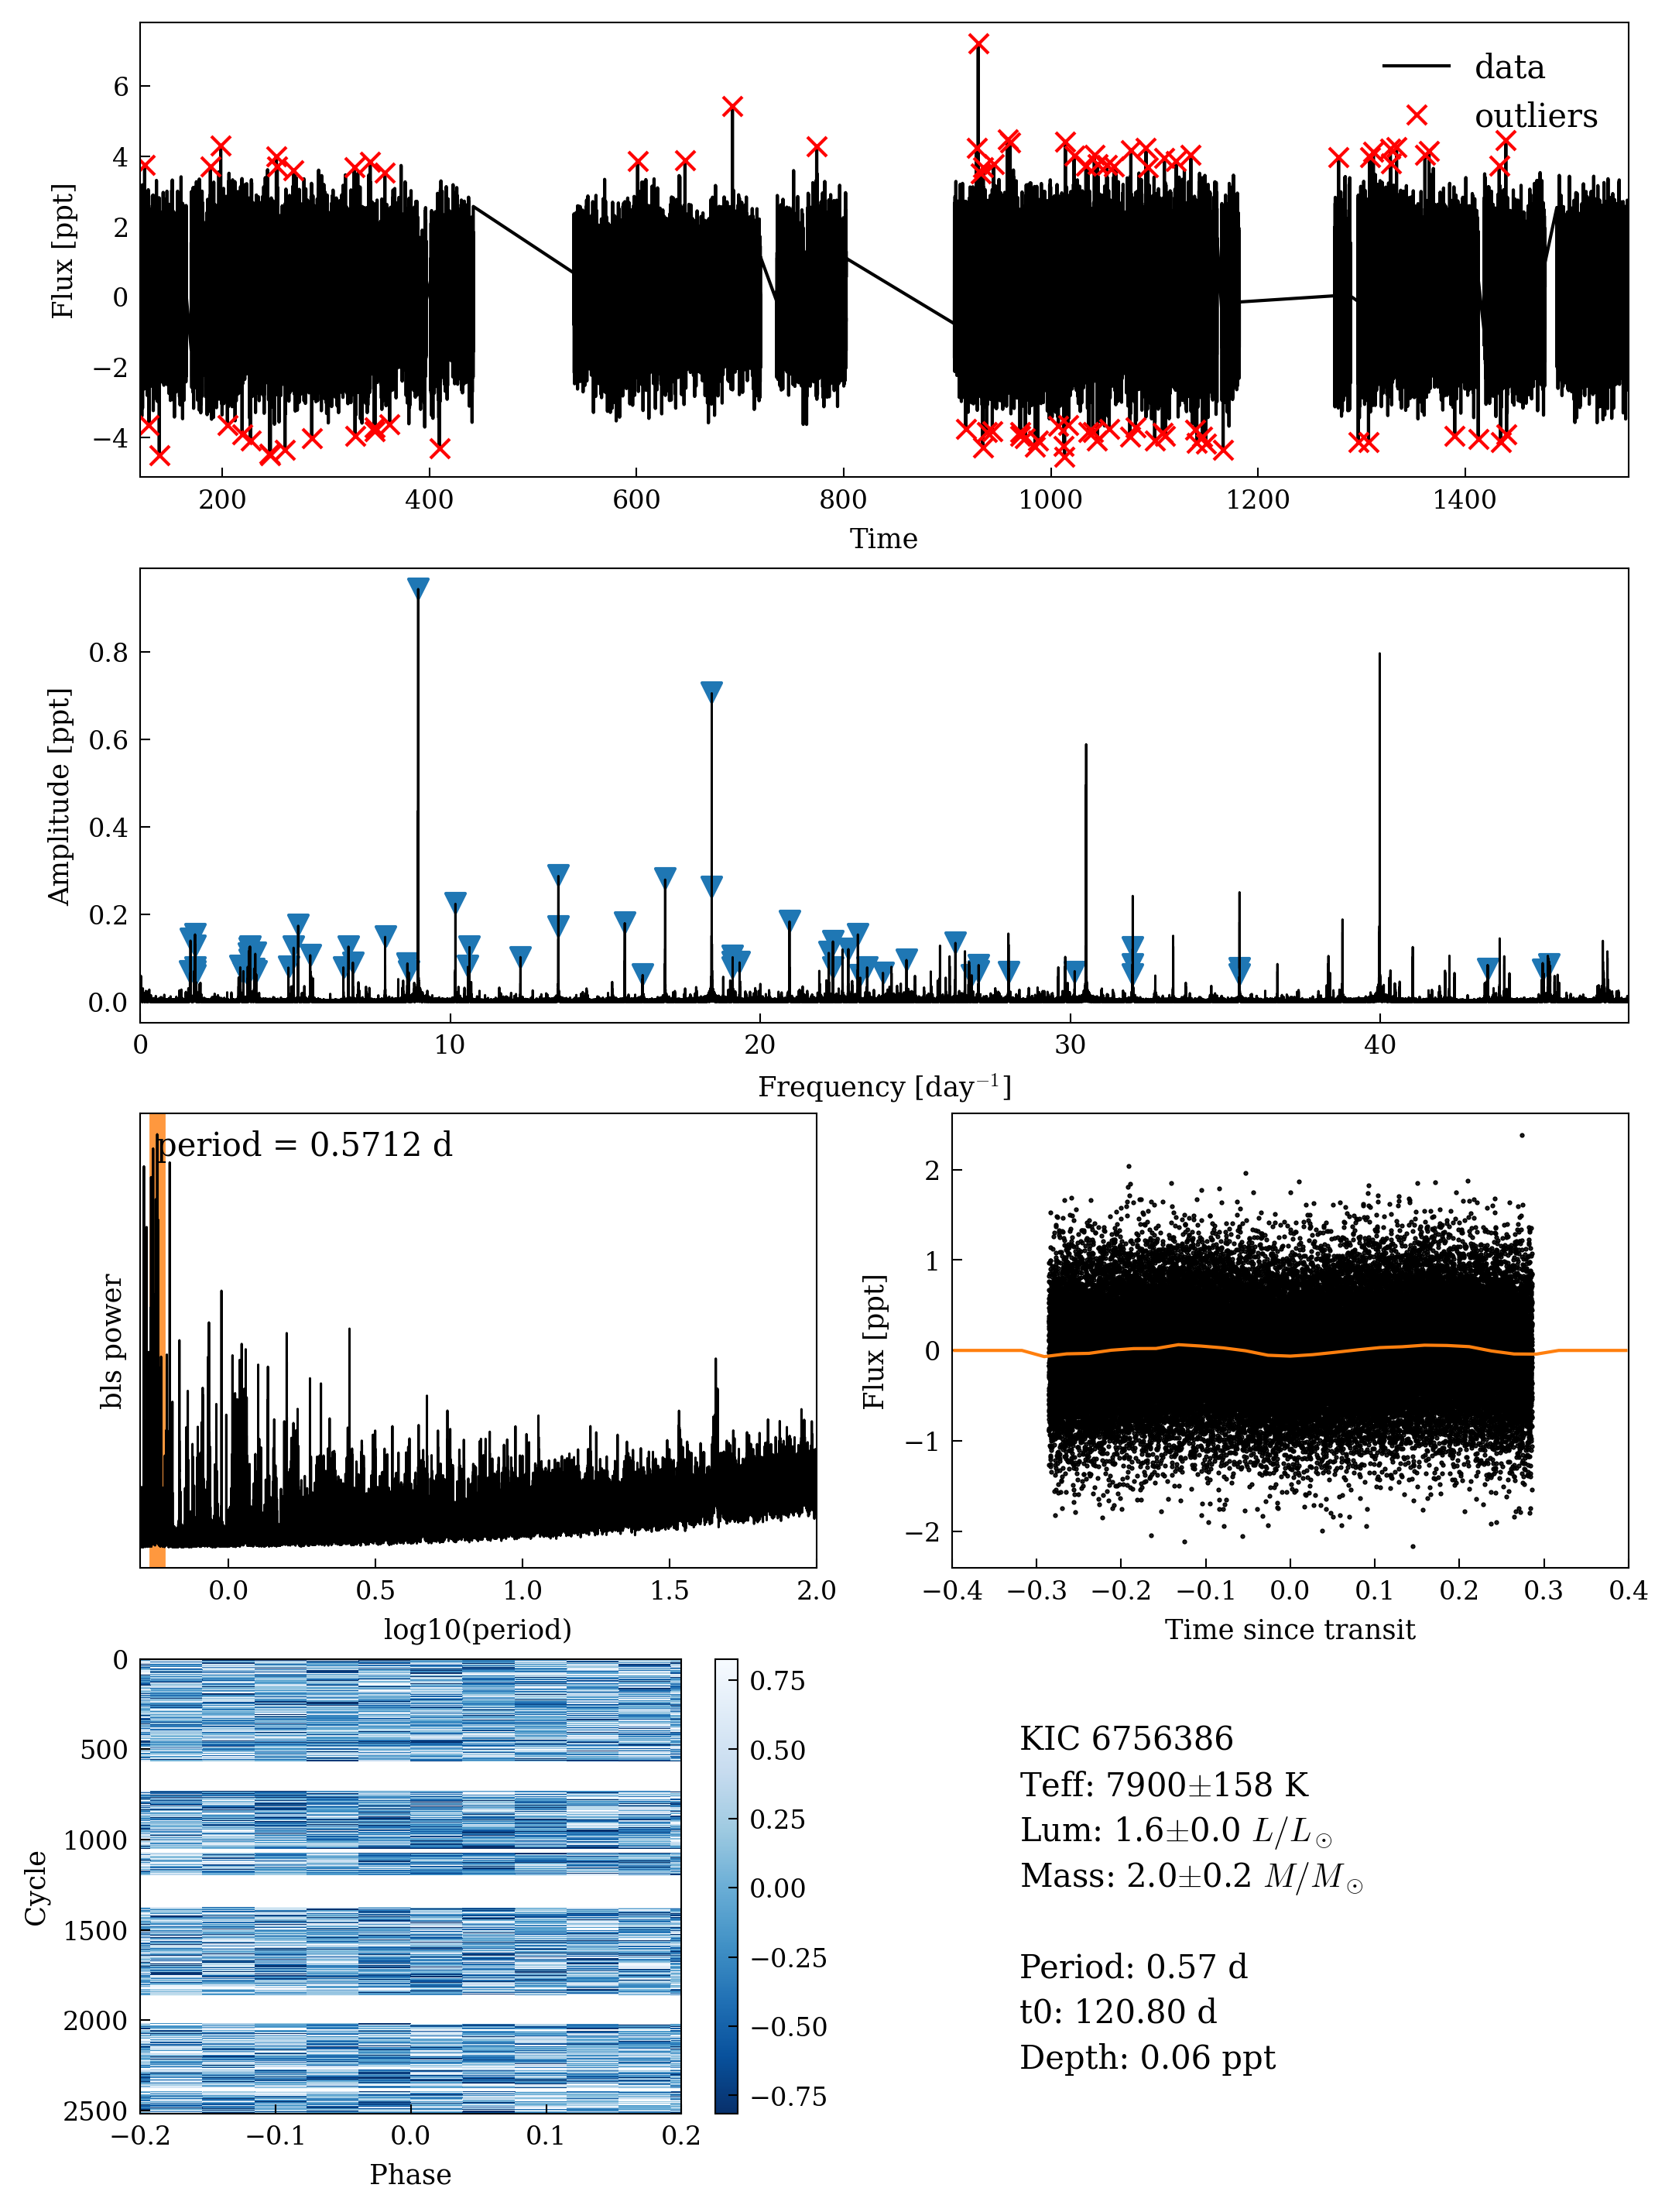 data
outliers
6
4
2
0
−2
−4
Flux [ppt]
200 400 600 800 1000 1200 1400
Time
0.8
0.6
0.4
0.2
0.0
Amplitude [ppt]
0 10 20 30 40
Frequency [day⁻¹]
period = 0.5712 d
bls power
0.0 0.5 1.0 1.5 2.0
log10(period)
2
1
0
−1
−2
Flux [ppt]
−0.4 −0.3 −0.2 −0.1 0.0 0.1 0.2 0.3 0.4
Time since transit
0
500
1000
1500
2000
2500
Cycle
−0.2 −0.1 0.0 0.1 0.2
Phase
0.75
0.50
0.25
0.00
−0.25
−0.50
−0.75
KIC 6756386
Teff: 7900±158 K
Lum: 1.6±0.0 L/L⊙
Mass: 2.0±0.2 M/M⊙
Period: 0.57 d
t0: 120.80 d
Depth: 0.06 ppt